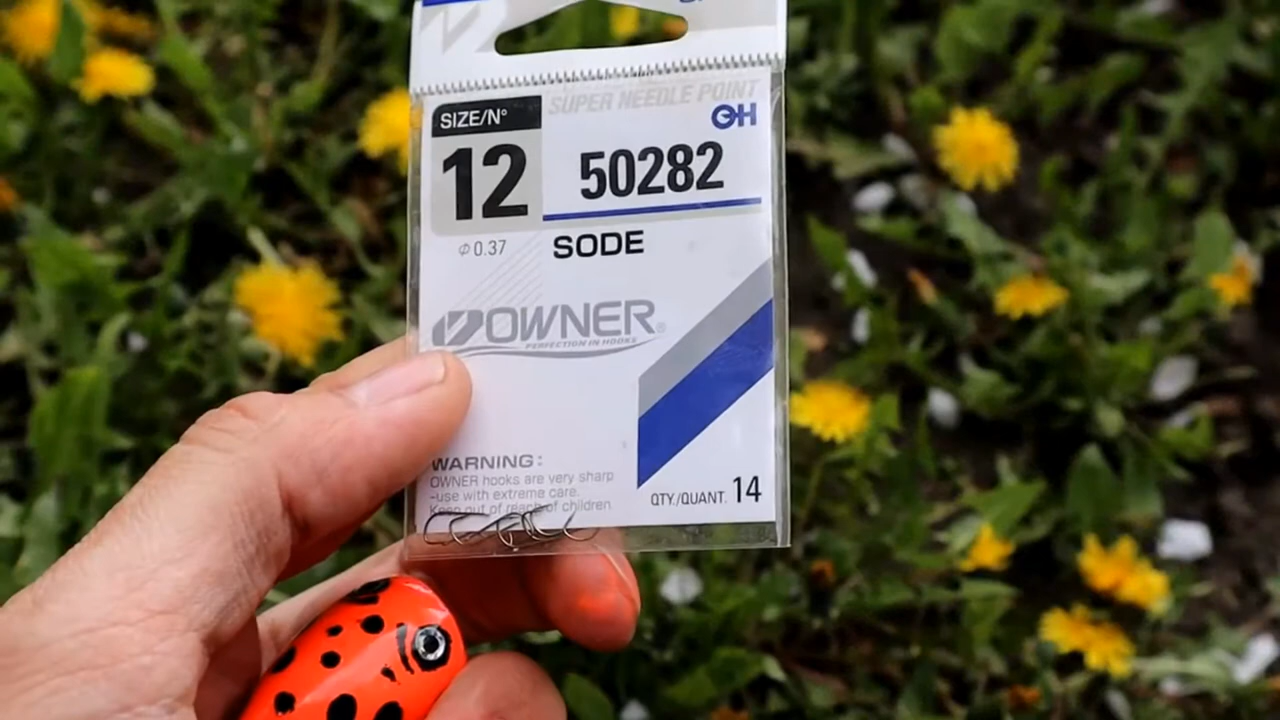 SUPER NEEDLE POINT
SIZE/N°
OH
12
50282
⌀ 0.37
SODE
OWNER®
PERFECTION IN HOOKS
WARNING:
OWNER hooks are very sharp
-use with extreme care.
Keep out of reach of children.
QTY./QUANT. 14